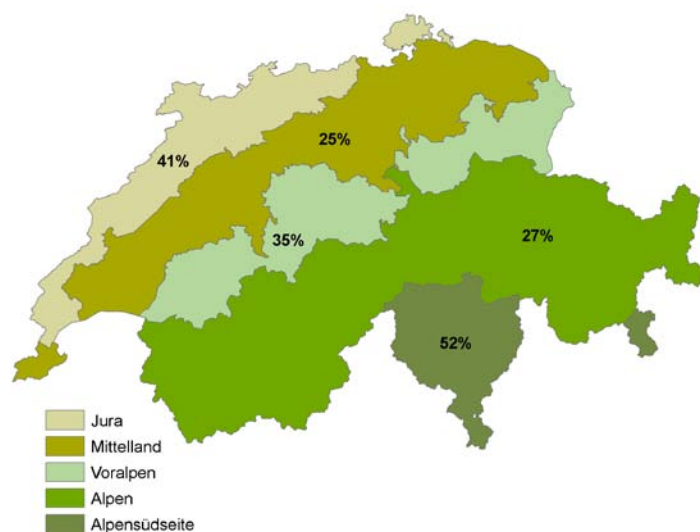 25%
41%
35%
27%
52%
Jura
Mittelland
Voralpen
Alpen
Alpensüdseite